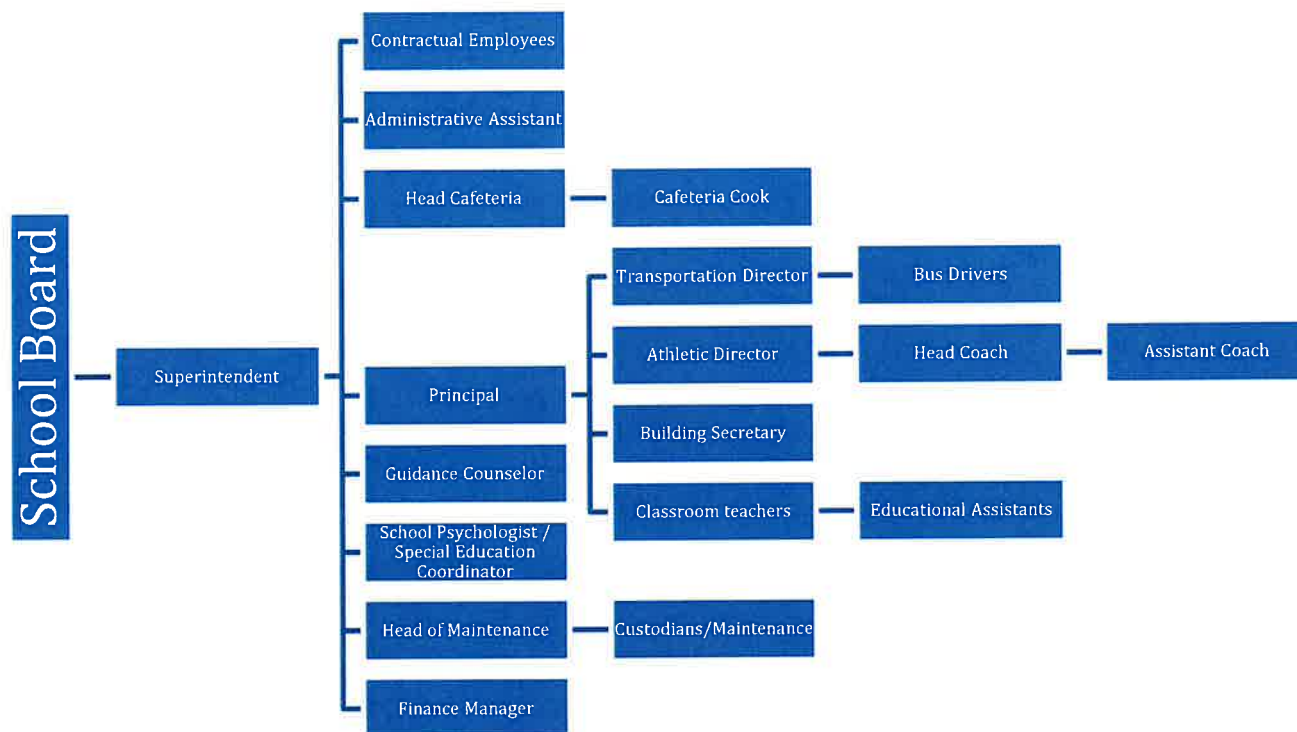 School Board
Superintendent
Contractual Employees
Administrative Assistant
Head Cafeteria
Cafeteria Cook
Principal
Transportation Director
Bus Drivers
Athletic Director
Head Coach
Assistant Coach
Building Secretary
Classroom teachers
Educational Assistants
Guidance Counselor
School Psychologist /
Special Education
Coordinator
Head of Maintenance
Custodians/Maintenance
Finance Manager